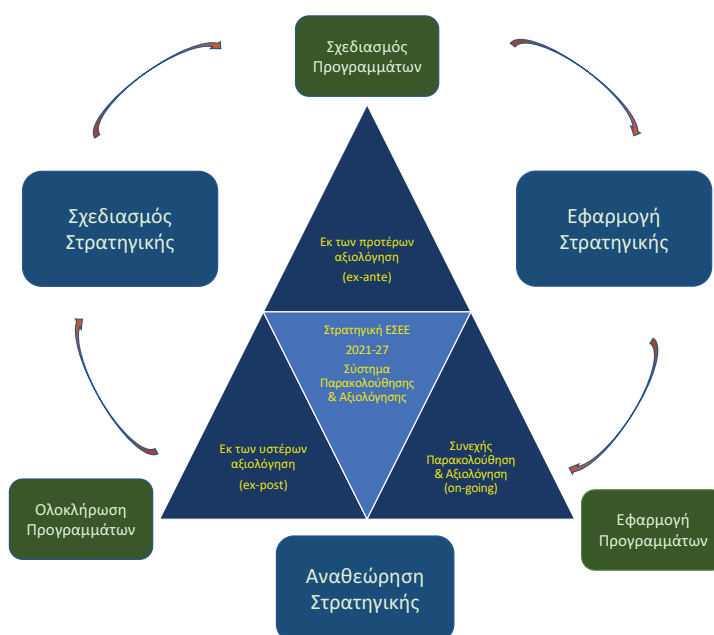 Σχεδιασμός
Προγραμμάτων
Σχεδιασμός
Στρατηγικής
Εφαρμογή
Στρατηγικής
Εκ των προτέρων
αξιολόγηση
(ex-ante)
Στρατηγική ΕΣΕΕ
2021-27
Σύστημα
Παρακολούθησης
& Αξιολόγησης
Εκ των υστέρων
αξιολόγηση
(ex-post)
Συνεχής
Παρακολούθηση
& Αξιολόγηση
(on-going)
Ολοκλήρωση
Προγραμμάτων
Εφαρμογή
Προγραμμάτων
Αναθεώρηση
Στρατηγικής